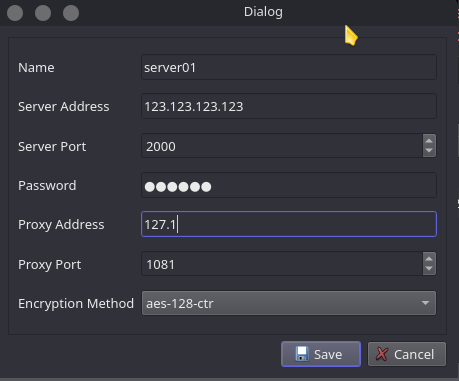 Dialog
Name server01
Server Address 123.123.123.123
Server Port 2000
Password ●●●●●●
Proxy Address 127.1
Proxy Port 1081
Encryption Method aes-128-ctr
Save Cancel